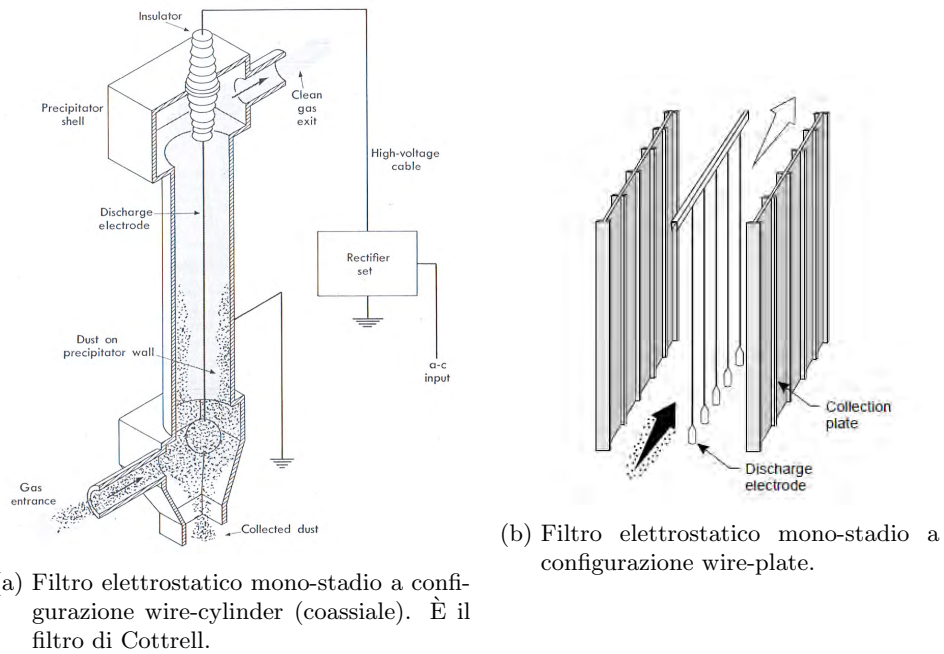 Insulator
Precipitator
shell
Clean
gas
exit
High-voltage
cable
Discharge
electrode
Rectifier
set
Dust on
precipitator wall
a-c
input
Gas
entrance
Collected dust
a) Filtro elettrostatico mono-stadio a confi-
gurazione wire-cylinder (coassiale). È il
filtro di Cottrell.
Collection
plate
Discharge
electrode
(b) Filtro elettrostatico mono-stadio a
configurazione wire-plate.